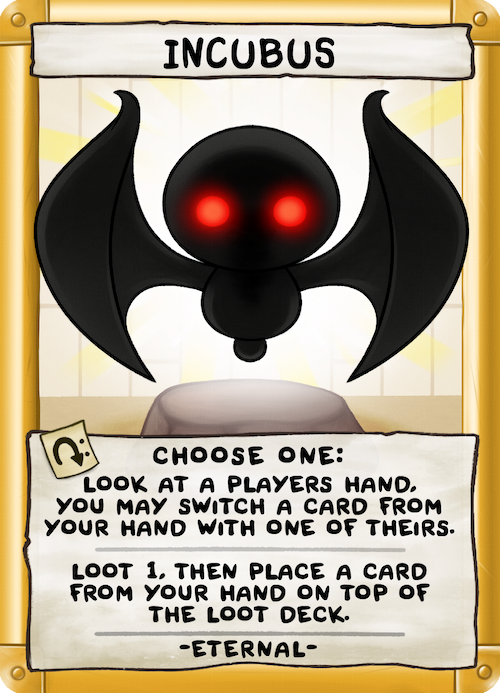 INCUBUS
CHOOSE ONE:
LOOK AT A PLAYERS HAND.
YOU MAY SWITCH A CARD FROM
YOUR HAND WITH ONE OF THEIRS.
LOOT 1, THEN PLACE A CARD
FROM YOUR HAND ON TOP OF
THE LOOT DECK.
-ETERNAL-